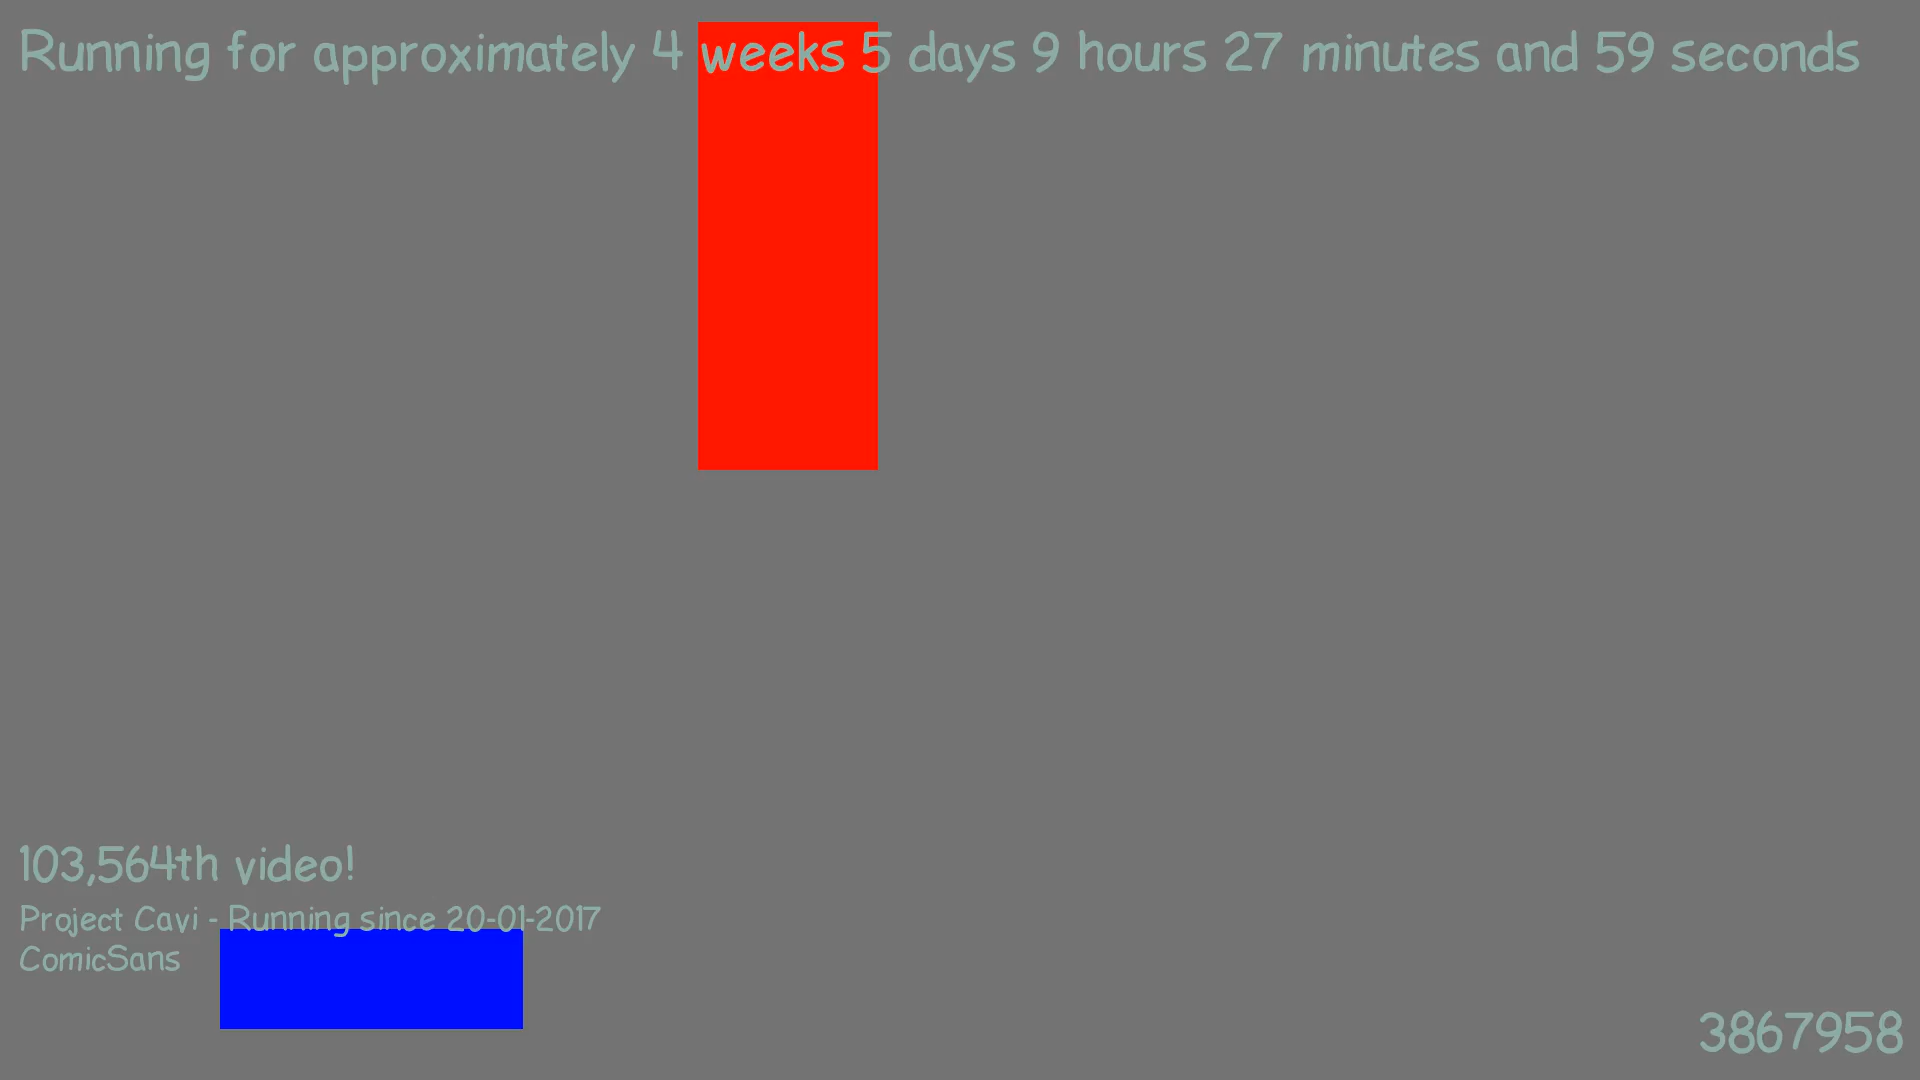 Running for approximately 4 weeks 5 days 9 hours 27 minutes and 59 seconds
103,564th video!
Project Cavi - Running since 20-01-2017
ComicSans
3867958